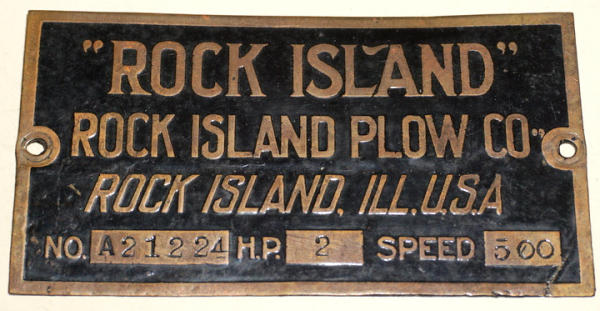 "ROCK ISLAND"
ROCK ISLAND PLOW CO.
ROCK ISLAND, ILL. U.S.A
NO. A21224 H.P. 2 SPEED 500